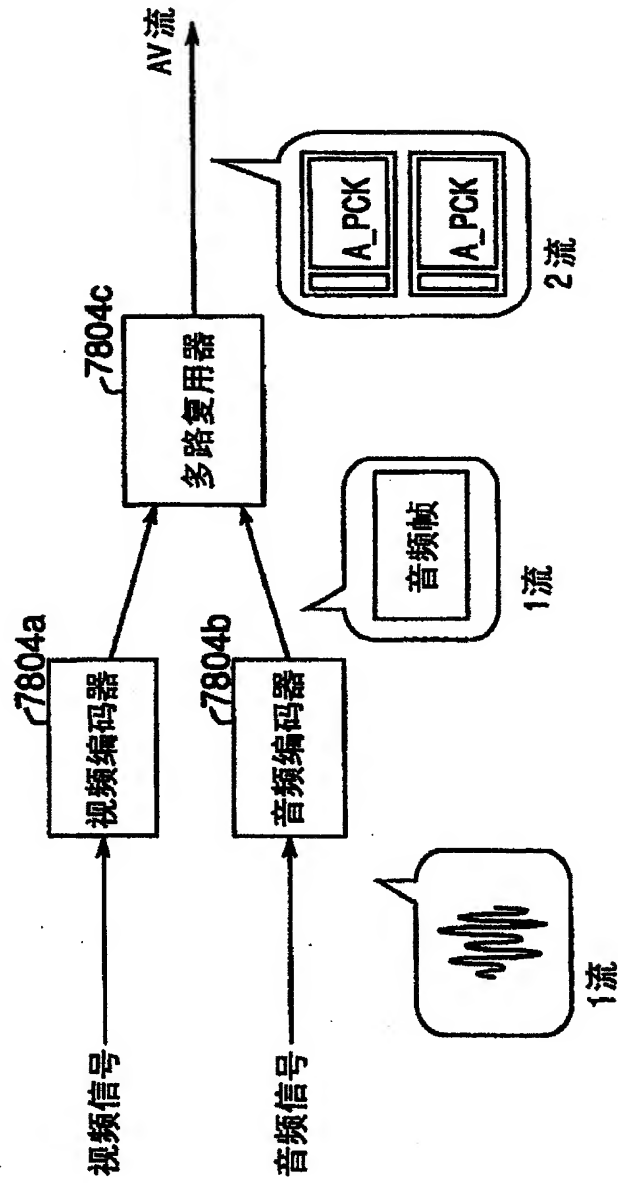 视频信号
7804a
视频编码器
7804c
多路复用器
AV流
音频信号
7804b
音频编码器
1流
音频帧
1流
A_PCK
A_PCK
2流